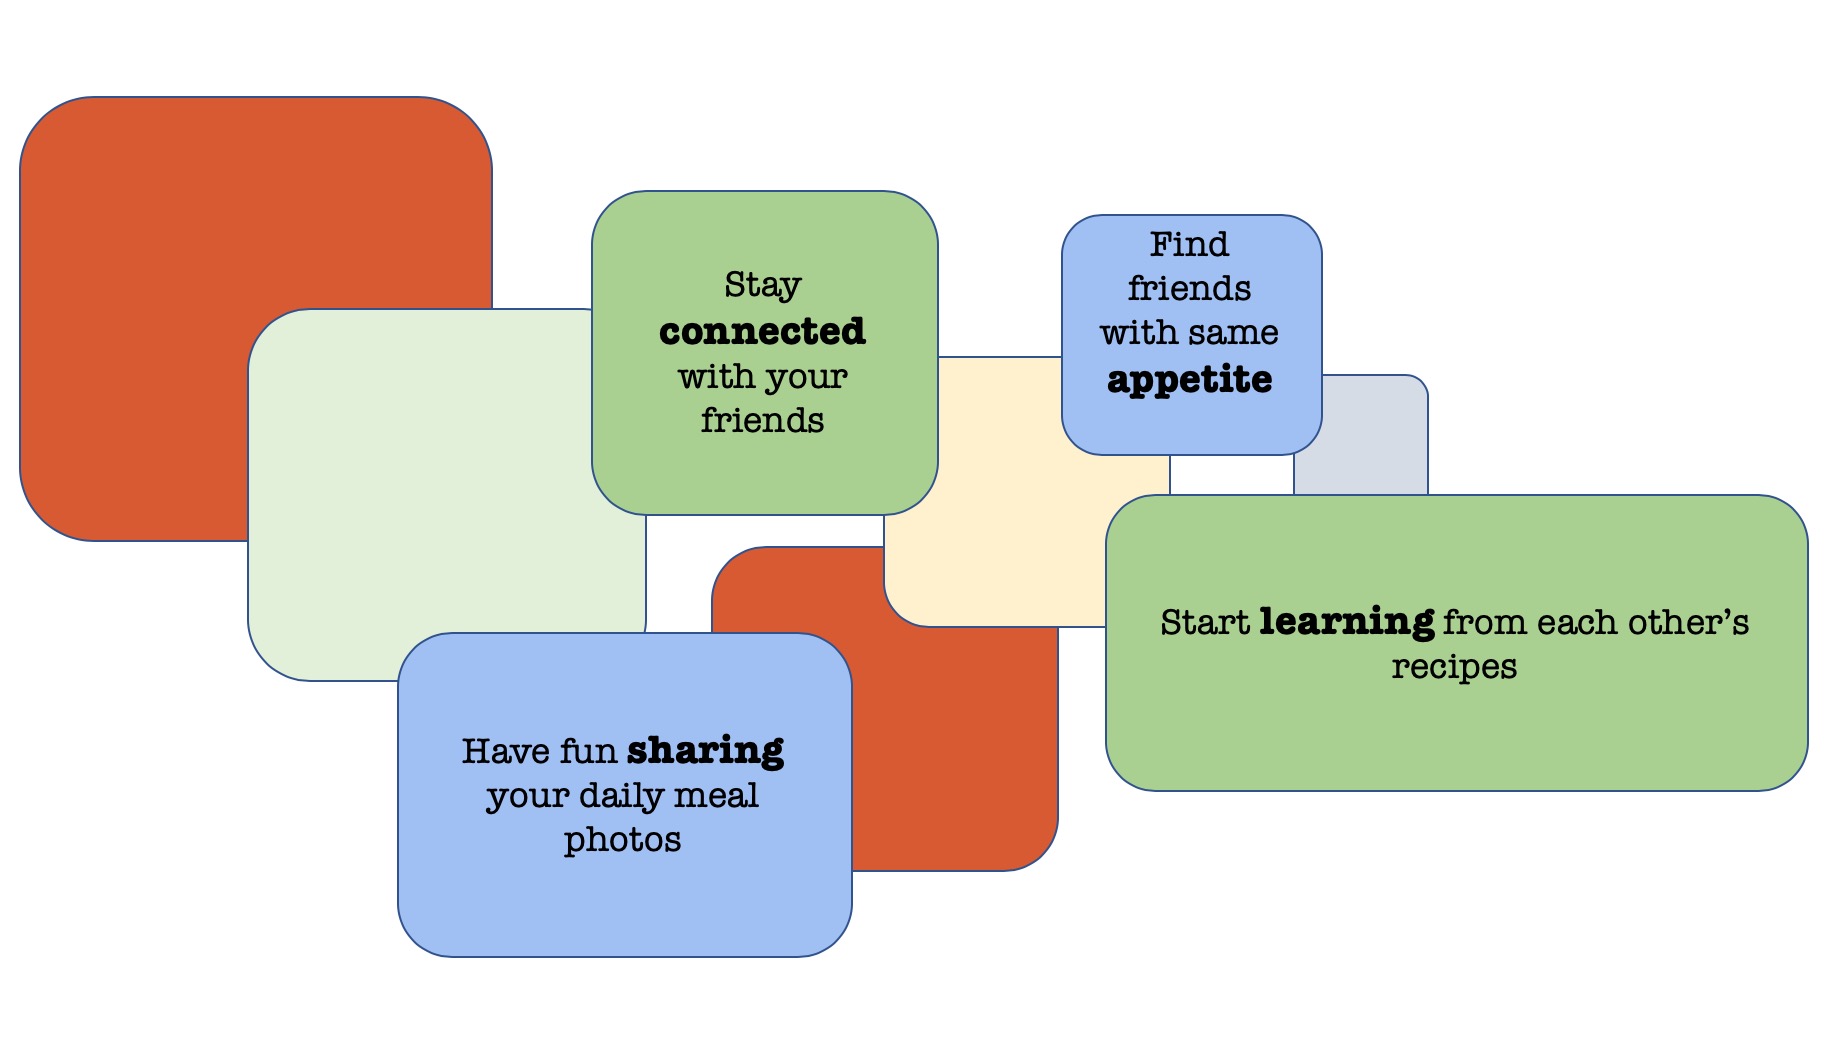 Stay
connected
with your
friends
Find
friends
with same
appetite
Start learning from each other’s
recipes
Have fun sharing
your daily meal
photos